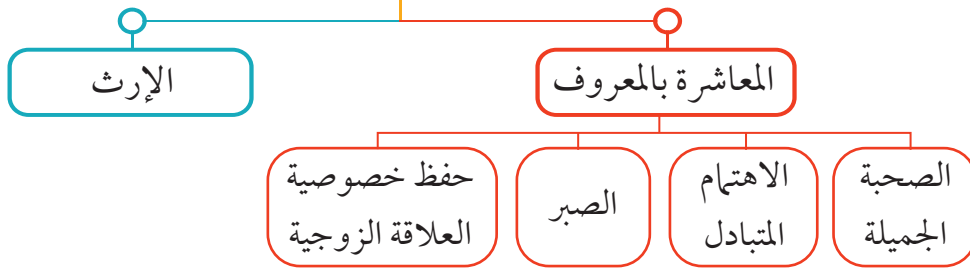 المعاشرة بالمعروف
الإرث
الصحبة
الجميلة
الاهتمام
المتبادل
الصبر
حفظ خصوصية
العلاقة الزوجية